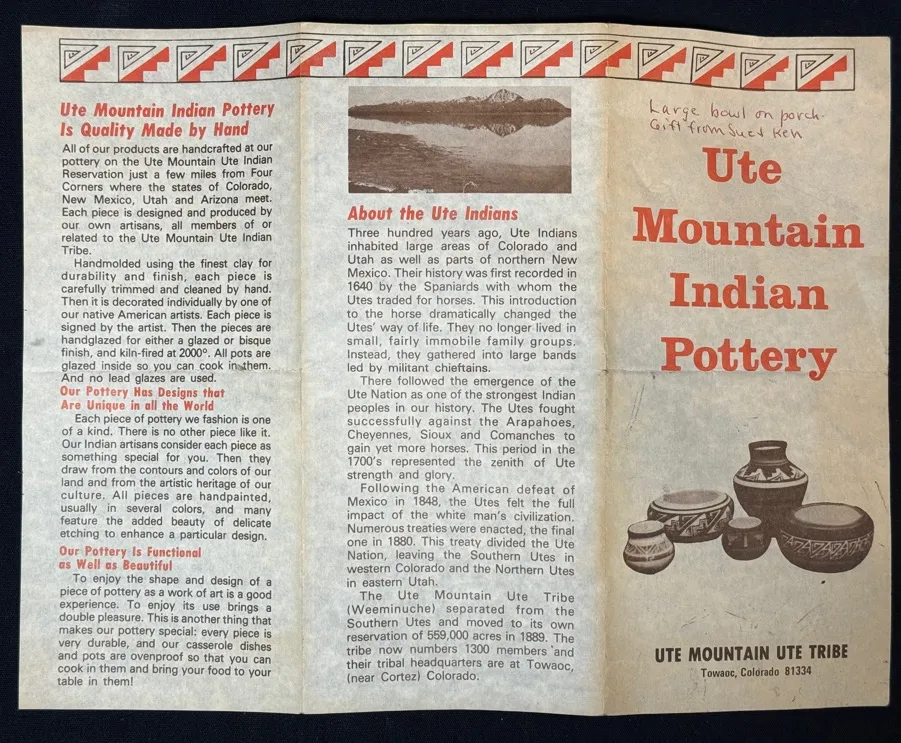 Ute Mountain Indian Pottery
Is Quality Made by Hand
All of our products are handcrafted at our
pottery on the Ute Mountain Ute Indian
Reservation just a few miles from Four
Corners where the states of Colorado,
New Mexico, Utah and Arizona meet.
Each piece is designed and produced by
our own artisans, all members of or
related to the Ute Mountain Ute Indian
Tribe.
Handmolded using the finest clay for
durability and finish, each piece is
carefully trimmed and cleaned by hand.
Then it is decorated individually by one of
our native American artists. Each piece is
signed by the artist. Then the pieces are
handglazed for either a glazed or bisque
finish, and kiln-fired at 2000°. All pots are
glazed inside so you can cook in them.
And no lead glazes are used.
Our Pottery Has Designs that
Are Unique in all the World
Each piece of pottery we fashion is one
of a kind. There is no other piece like it.
Our Indian artisans consider each piece as
something special for you. Then they
draw from the contours and colors of our
land and from the artistic heritage of our
culture. All pieces are handpainted,
usually in several colors, and many
feature the added beauty of delicate
etching to enhance a particular design.
Our Pottery Is Functional
as Well as Beautiful
To enjoy the shape and design of a
piece of pottery as a work of art is a good
experience. To enjoy its use brings a
double pleasure. This is another thing that
makes our pottery special: every piece is
very durable, and our casserole dishes
and pots are ovenproof so that you can
cook in them and bring your food to your
table in them!
About the Ute Indians
Three hundred years ago, Ute Indians
inhabited large areas of Colorado and
Utah as well as parts of northern New
Mexico. Their history was first recorded in
1640 by the Spaniards with whom the
Utes traded for horses. This introduction
to the horse dramatically changed the
Utes' way of life. They no longer lived in
small, fairly immobile family groups.
Instead, they gathered into large bands
led by militant chieftains.
There followed the emergence of the
Ute Nation as one of the strongest Indian
peoples in our history. The Utes fought
successfully against the Arapahoes,
Cheyennes, Sioux and Comanches to
gain yet more horses. This period in the
1700's represented the zenith of Ute
strength and glory.
Following the American defeat of
Mexico in 1848, the Utes felt the full
impact of the white man's civilization.
Numerous treaties were enacted, the final
one in 1880. This treaty divided the Ute
Nation, leaving the Southern Utes in
western Colorado and the Northern Utes
in eastern Utah.
The Ute Mountain Ute Tribe
(Weeminuche) separated from the
Southern Utes and moved to its own
reservation of 559,000 acres in 1889. The
tribe now numbers 1300 members and
their tribal headquarters are at Towaoc,
(near Cortez) Colorado.
Large bowl on porch-
Gift from Sue & Ken
Ute
Mountain
Indian
Pottery
UTE MOUNTAIN UTE TRIBE
Towaoc, Colorado 81334